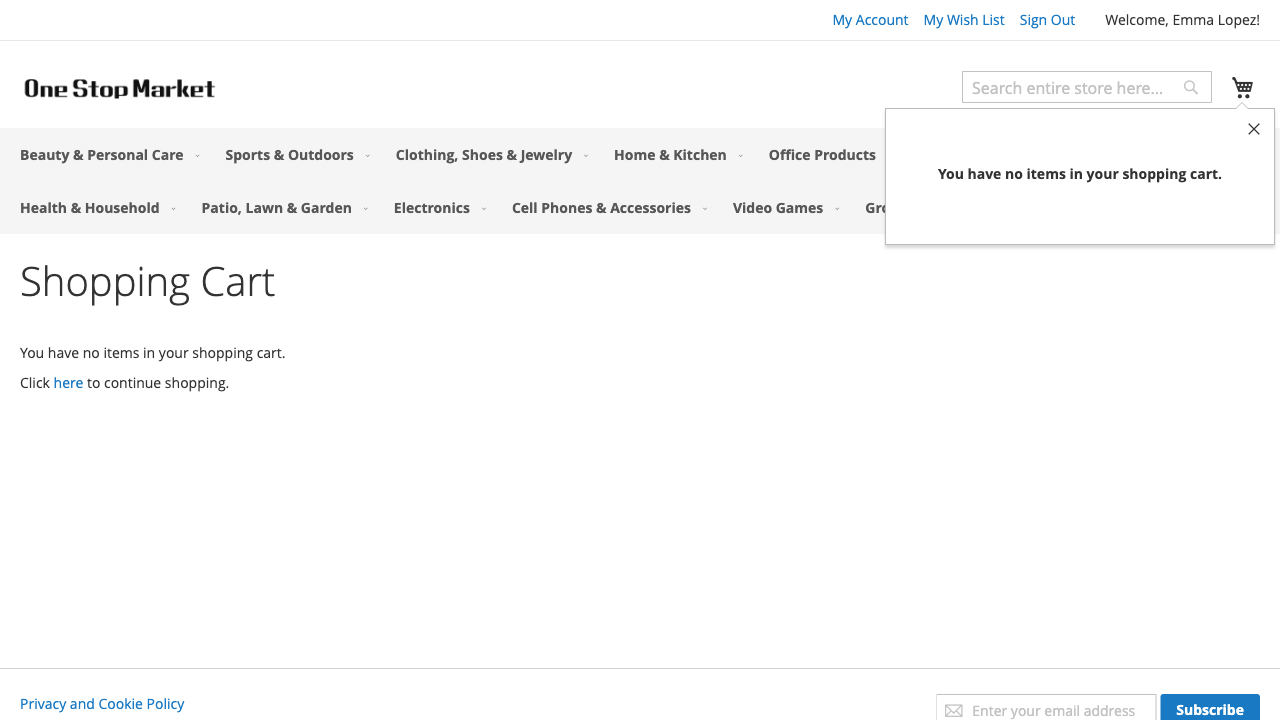 My Account My Wish List Sign Out Welcome, Emma Lopez!
One Stop Market
Search entire store here...
Beauty & Personal Care Sports & Outdoors Clothing, Shoes & Jewelry Home & Kitchen Office Products
You have no items in your shopping cart.
Health & Household Patio, Lawn & Garden Electronics Cell Phones & Accessories Video Games
Shopping Cart
You have no items in your shopping cart.
Click here to continue shopping.
Privacy and Cookie Policy
Enter your email address
Subscribe